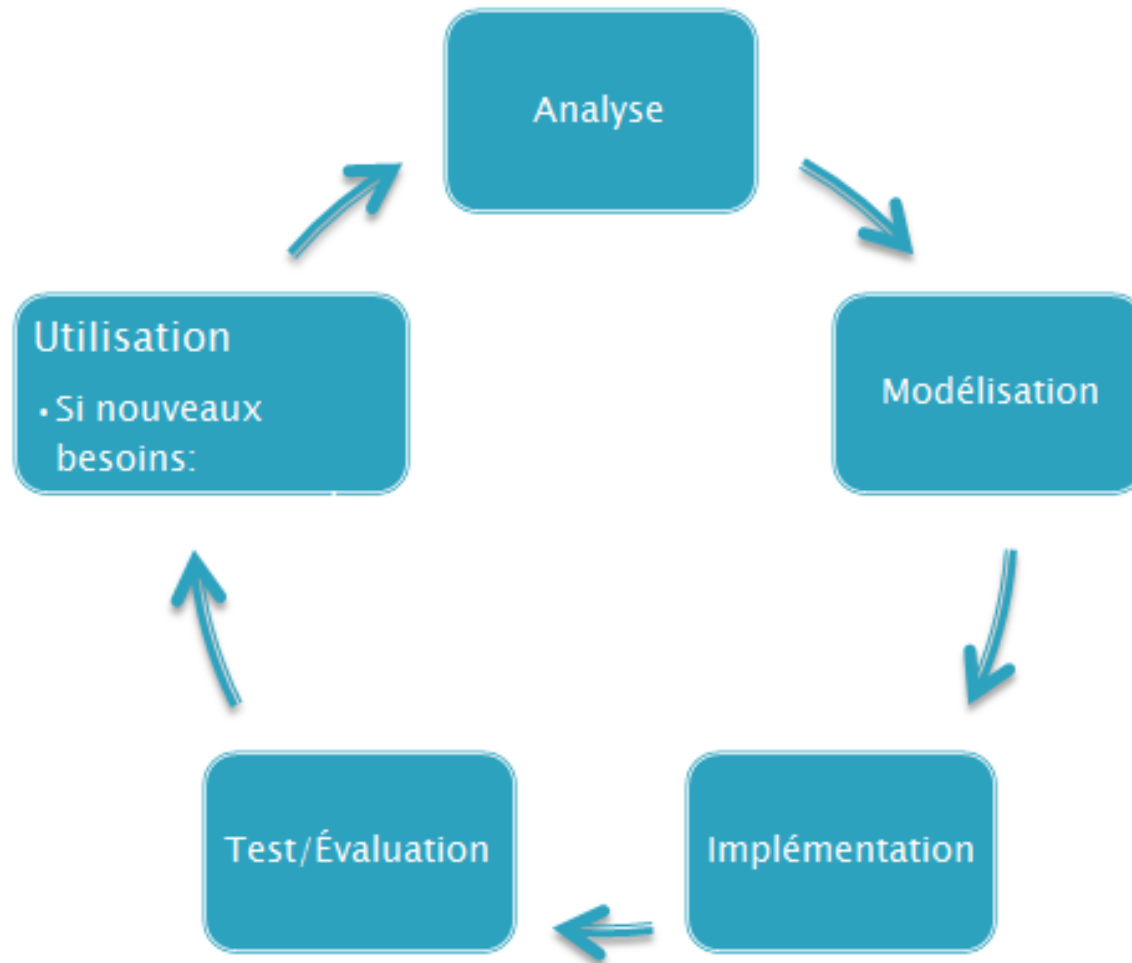 Analyse
Modélisation
Implémentation
Test/Évaluation
Utilisation
• Si nouveaux
besoins: